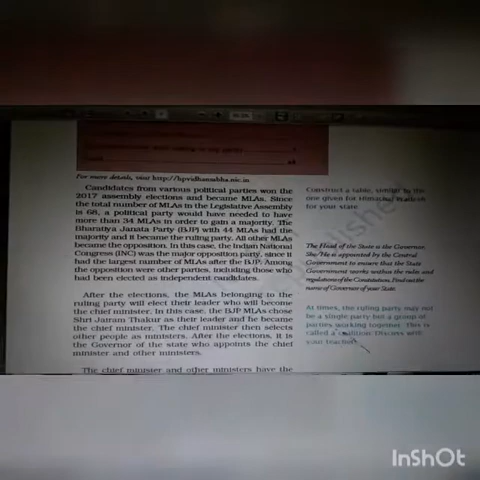 For more details, visit http://hpvidhansabha.nic.in
Candidates from various political parties won the
2017 assembly elections and became MLAs. Since
the total number of MLAs in the Legislative Assembly
is 68, a political party would have needed to have
more than 34 MLAs in order to gain a majority. The
Bharatiya Janata Party (BJP) with 44 MLAs had the
majority and it became the ruling party. All other MLAs
became the opposition. In this case, the Indian National
Congress (INC) was the major opposition party, since it
had the largest number of MLAs after the BJP. Among
the opposition were other parties, including those who
had been elected as independent candidates.
After the elections, the MLAs belonging to the
ruling party will elect their leader who will become
the chief minister. In this case, the BJP MLAs chose
Shri Jairam Thakur as their leader and he became
the chief minister. The chief minister then selects
other people as ministers. After the elections, it is
the Governor of the state who appoints the chief
minister and other ministers.
The chief minister and other ministers have the
Construct a table, similar to the
one given for Himachal Pradesh
for your state
The Head of the State is the Governor.
She/He is appointed by the Central
Government to ensure that the State
Government works within the rules and
regulations of the Constitution. Find out the
name of Governor of your State.
At times, the ruling party may not
be a single party but a group of
parties working together. This is
called a coalition. Discuss with
your teacher.
InShOt